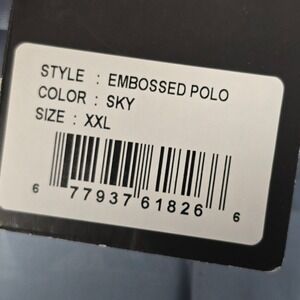 STYLE : EMBOSSED POLO
COLOR : SKY
SIZE : XXL
6 77937 61826 6